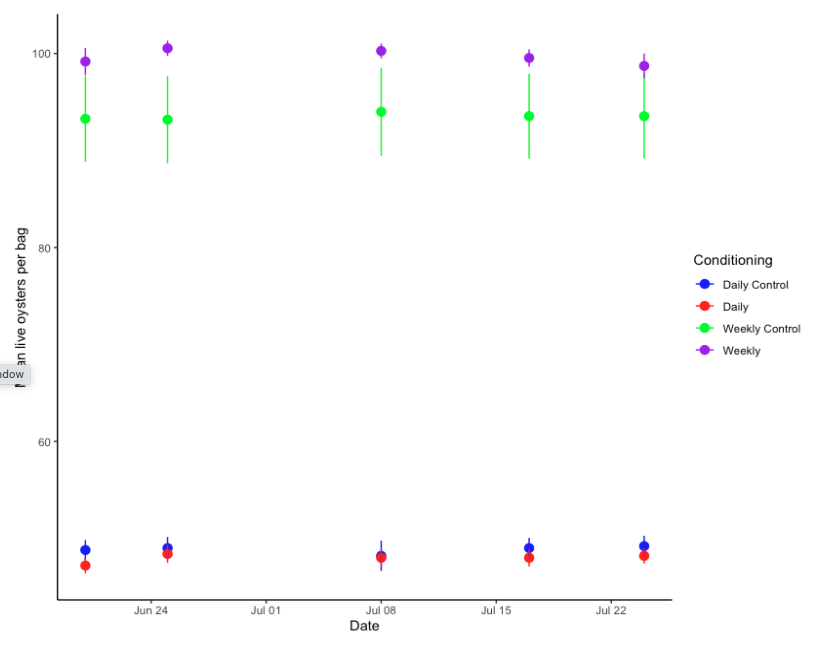 100
80
60
live oysters per bag
ndow
Jun 24
Jul 01
Jul 08
Jul 15
Jul 22
Date
Conditioning
Daily Control
Daily
Weekly Control
Weekly